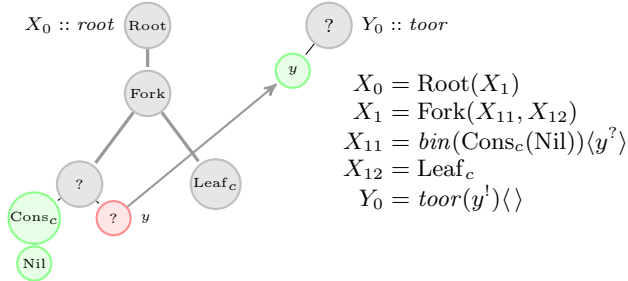 X₀ :: root
Root
?
Y₀ :: toor
y
Fork
?
Leaf_c
Cons_c
?
y
Nil
X₀ = Root(X₁)
X₁ = Fork(X₁₁, X₁₂)
X₁₁ = bin(Cons_c(Nil))⟨y^?⟩
X₁₂ = Leaf_c
Y₀ = toor(y^!)⟨ ⟩